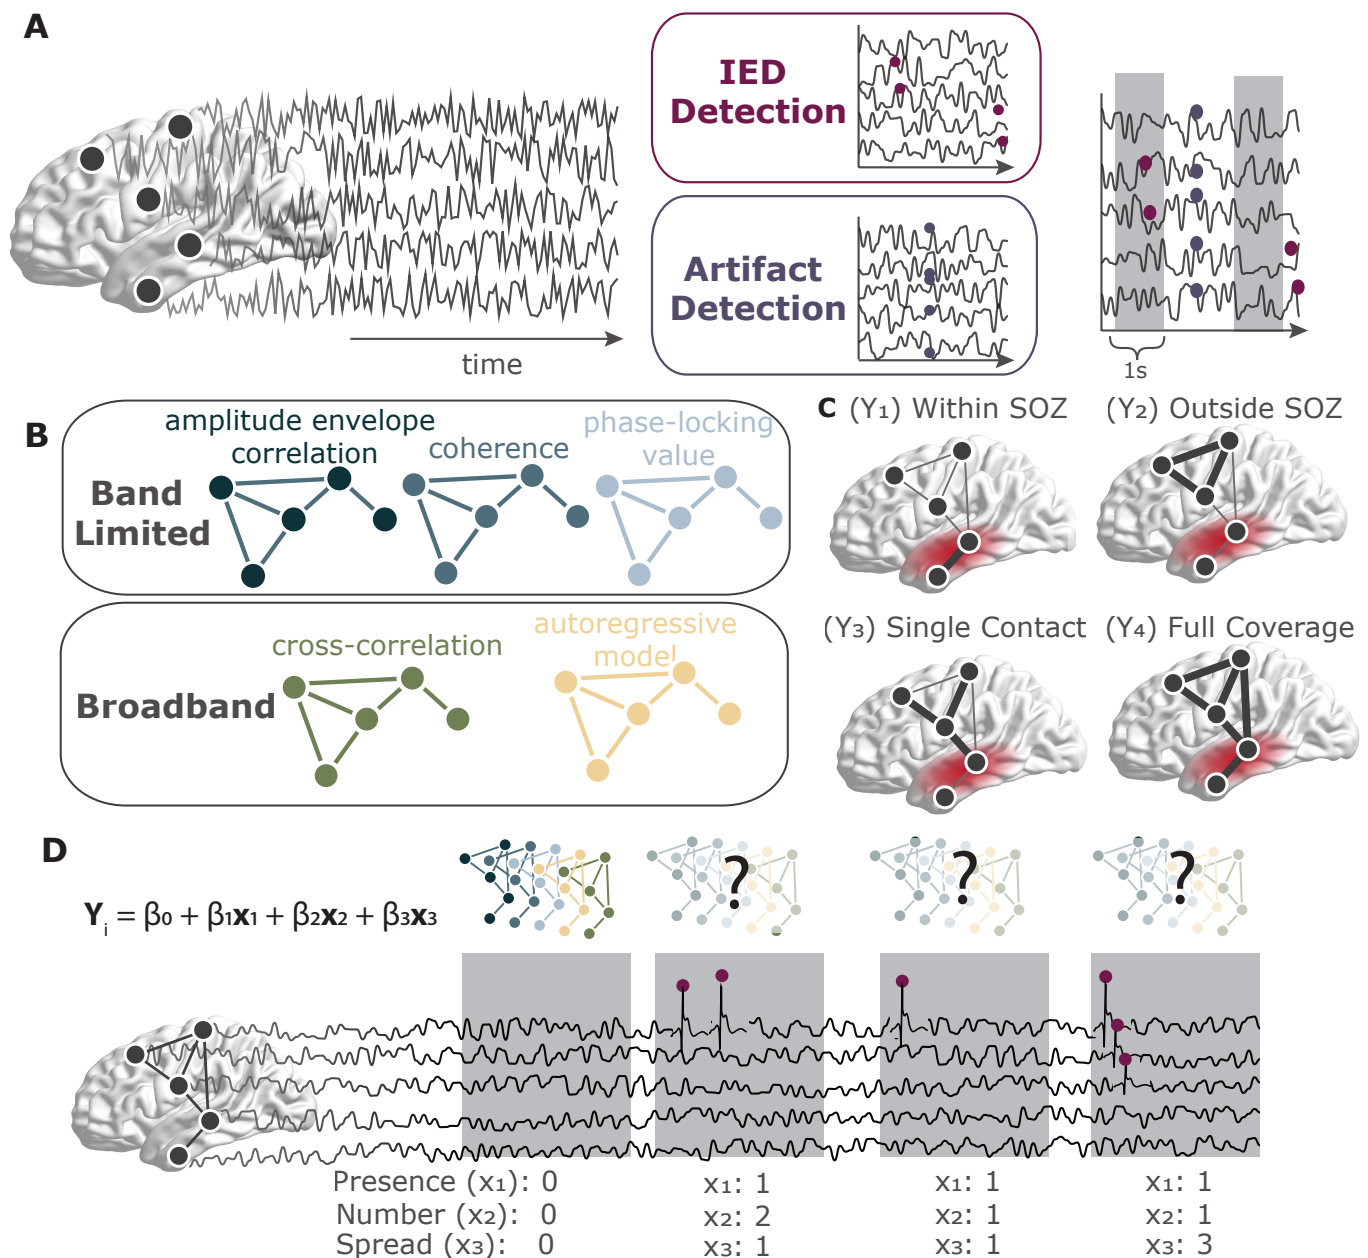 A
IED
Detection
Artifact
Detection
time
1s
B
amplitude envelope
correlation
coherence
phase-locking
value
Band
Limited
cross-correlation
autoregressive
model
Broadband
C (Y₁) Within SOZ
(Y₂) Outside SOZ
(Y₃) Single Contact
(Y₄) Full Coverage
D
? ? ?
Yᵢ = β₀ + β₁x₁ + β₂x₂ + β₃x₃
Presence (x₁): 0 x₁: 1 x₁: 1 x₁: 1
Number (x₂): 0 x₂: 2 x₂: 1 x₂: 1
Spread (x₃): 0 x₃: 1 x₃: 1 x₃: 3